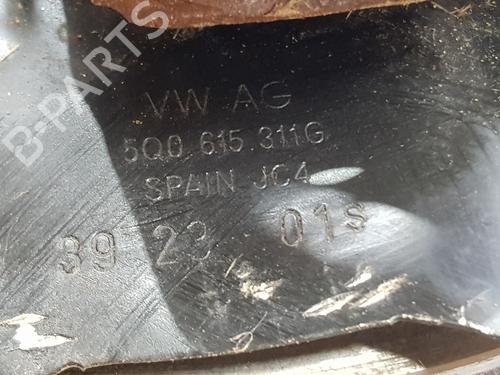 VW AG
5Q0 615 311G
SPAIN JC4
39 23 01s
B-PARTS